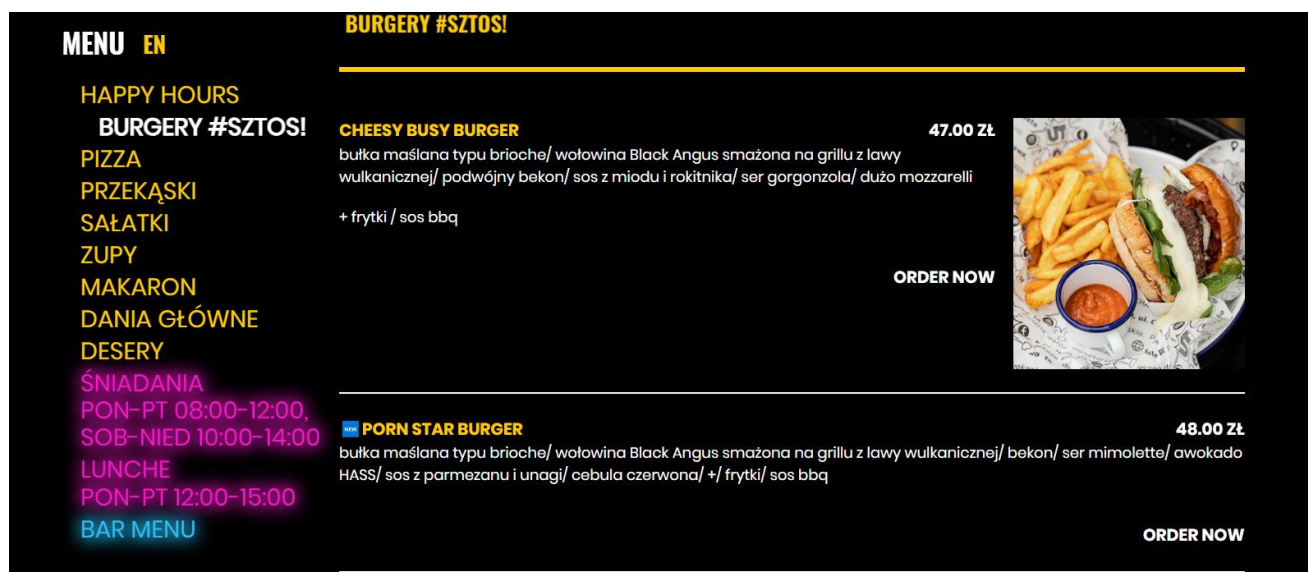 MENU EN
HAPPY HOURS
BURGERY #SZTOS!
PIZZA
PRZEKĄSKI
SAŁATKI
ZUPY
MAKARON
DANIA GŁÓWNE
DESERY
ŚNIADANIA
PON-PT 08:00-12:00,
SOB-NIED 10:00-14:00
LUNCHE
PON-PT 12:00-15:00
BAR MENU
BURGERY #SZTOS!
CHEESY BUSY BURGER 47.00 ZŁ
bułka maślana typu brioche/ wołowina Black Angus smażona na grillu z lawy
wulkanicznej/ podwójny bekon/ sos z miodu i rokitnika/ ser gorgonzola/ dużo mozzarelli
+ frytki / sos bbq
ORDER NOW
NEW PORN STAR BURGER 48.00 ZŁ
bułka maślana typu brioche/ wołowina Black Angus smażona na grillu z lawy wulkanicznej/ bekon/ ser mimolette/ awokado
HASS/ sos z parmezanu i unagi/ cebula czerwona/ +/ frytki/ sos bbq
ORDER NOW